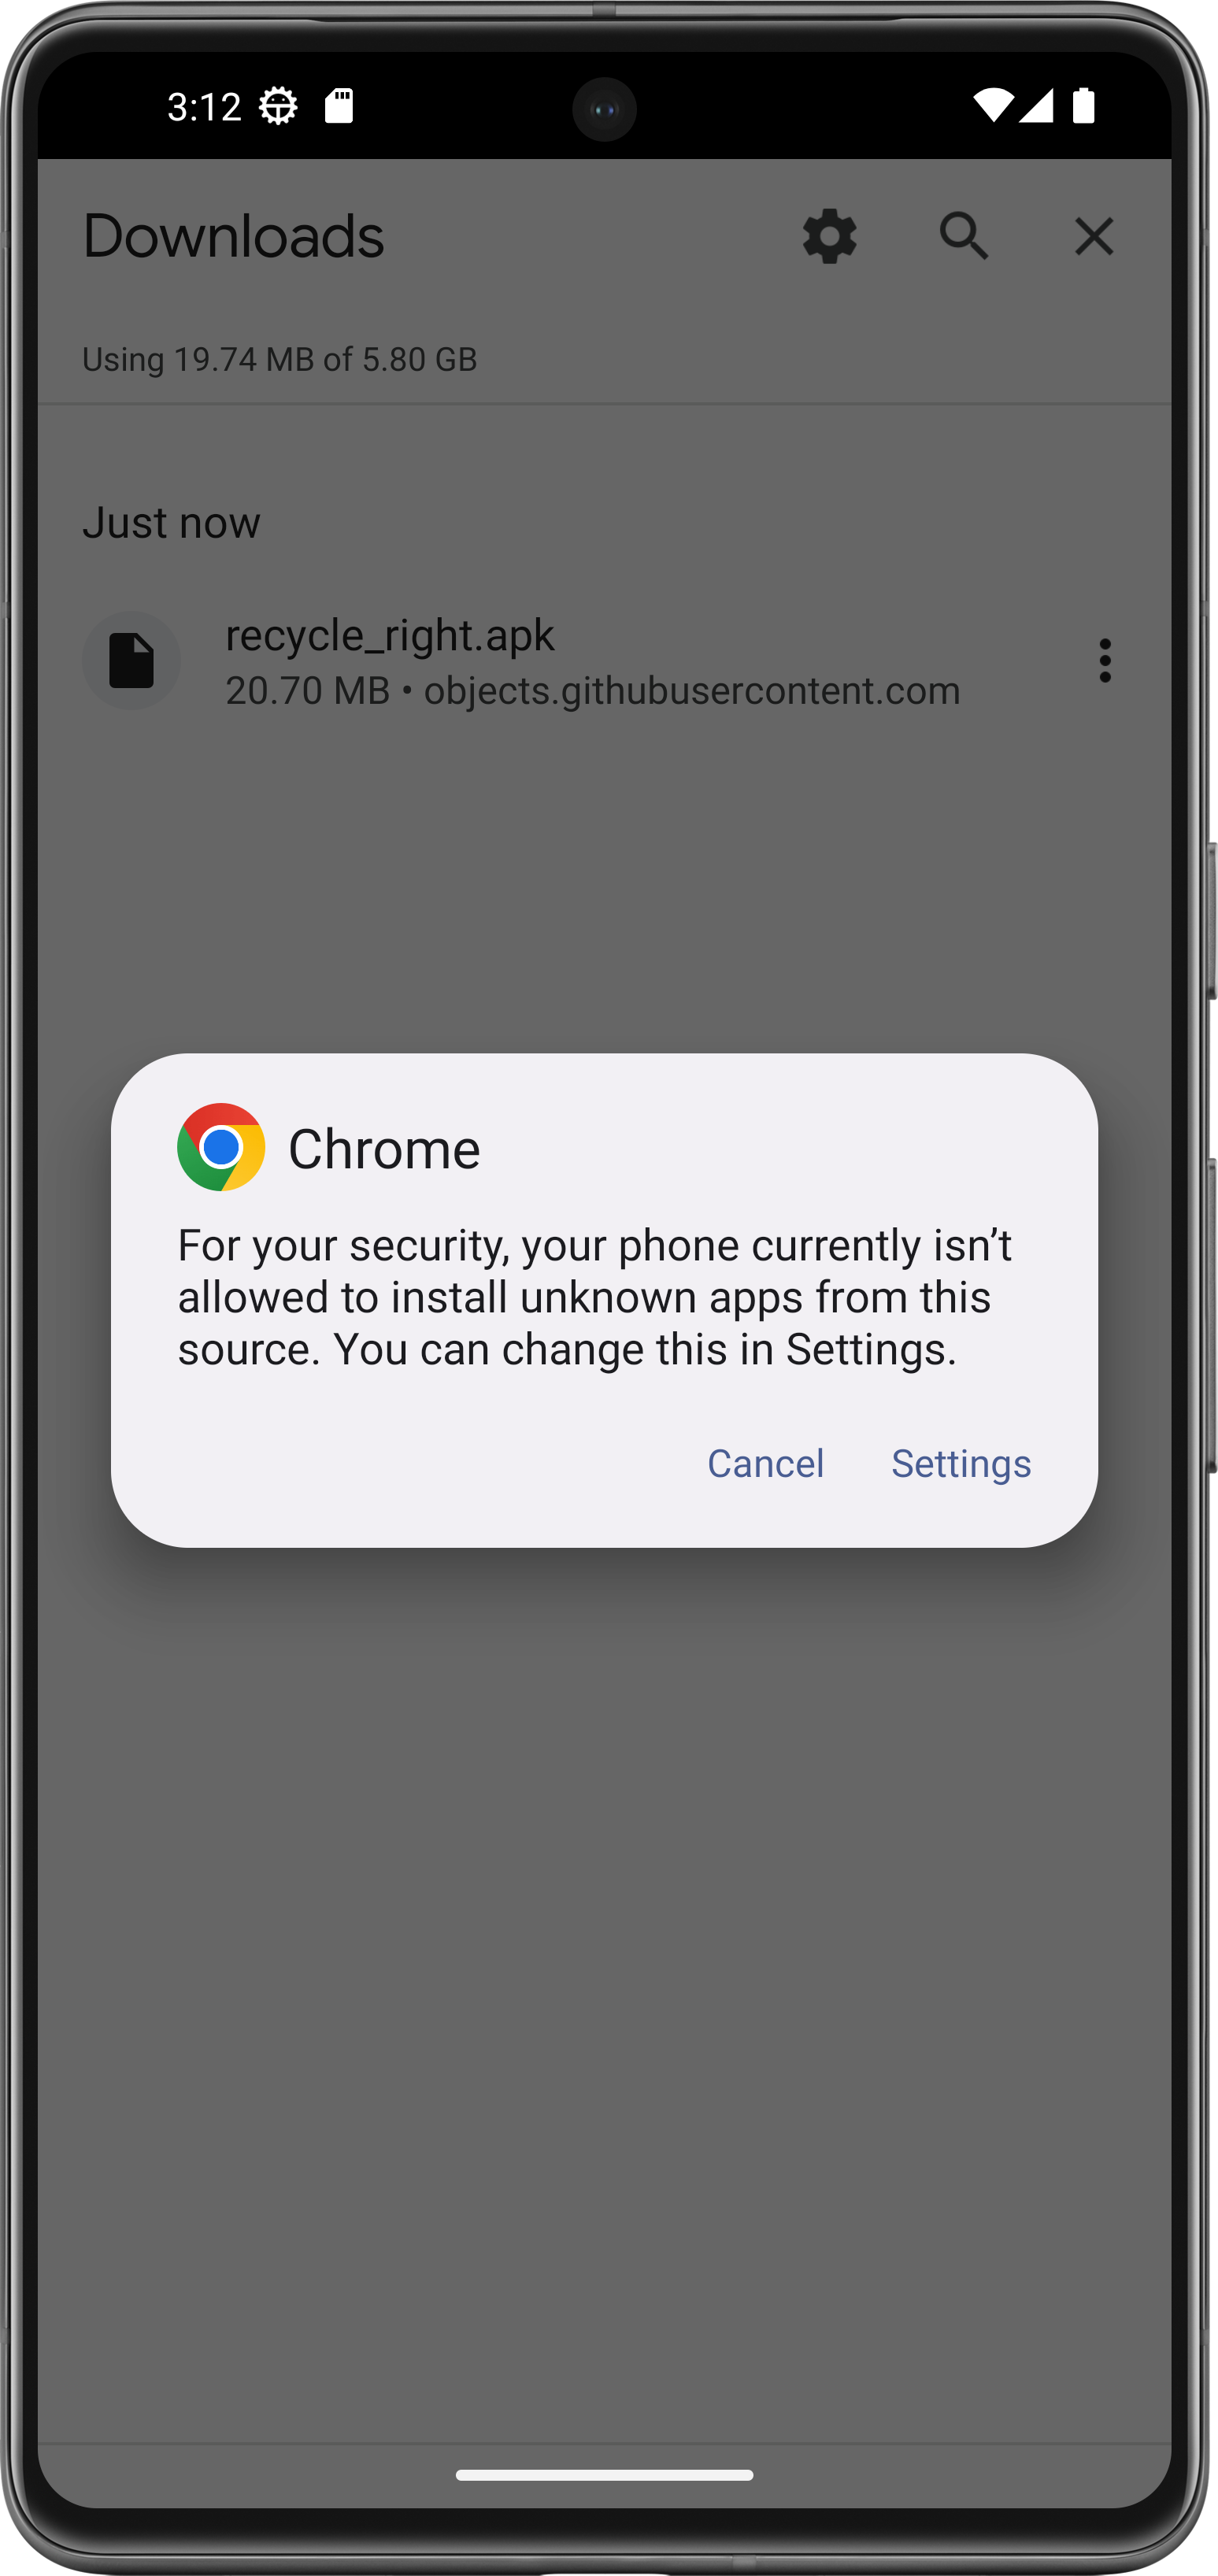 3:12
Downloads
Using 19.74 MB of 5.80 GB
Just now
recycle_right.apk
20.70 MB • objects.githubusercontent.com
Chrome
For your security, your phone currently isn’t
allowed to install unknown apps from this
source. You can change this in Settings.
Cancel Settings